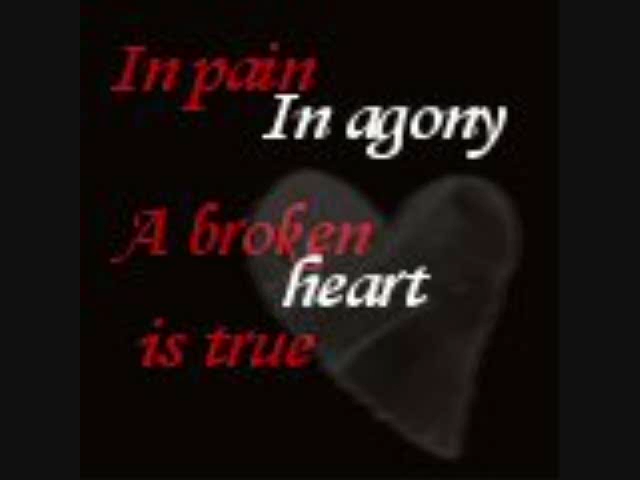 In pain
In agony
A broken
heart
is true